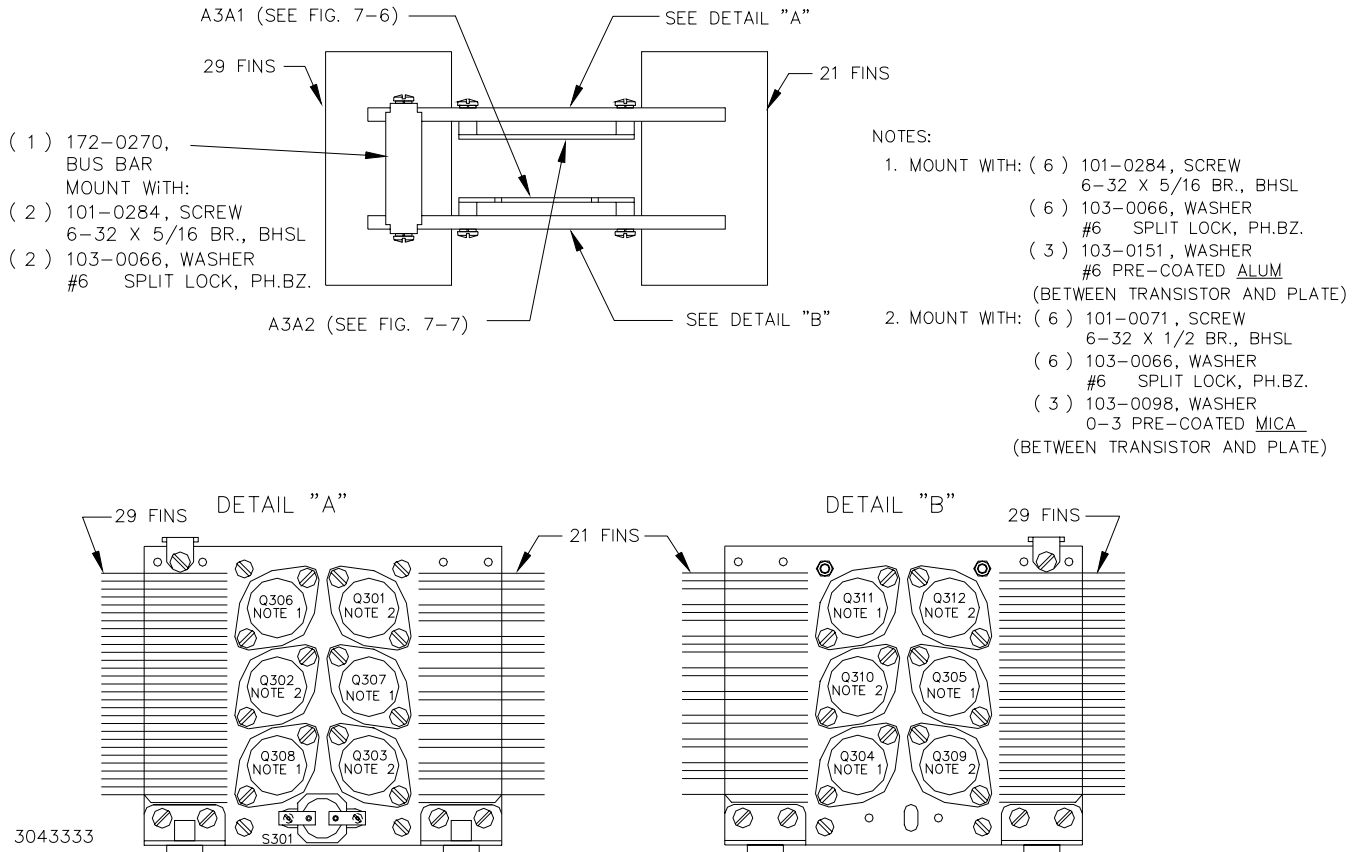 A3A1 (SEE FIG. 7-6)
SEE DETAIL "A"
29 FINS
21 FINS
( 1 ) 172-0270,
BUS BAR
MOUNT WiTH:
( 2 ) 101-0284, SCREW
6-32 X 5/16 BR., BHSL
( 2 ) 103-0066, WASHER
#6 SPLIT LOCK, PH.BZ.
A3A2 (SEE FIG. 7-7)
SEE DETAIL "B"
NOTES:
1. MOUNT WITH: ( 6 ) 101-0284, SCREW
6-32 X 5/16 BR., BHSL
( 6 ) 103-0066, WASHER
#6 SPLIT LOCK, PH.BZ.
( 3 ) 103-0151, WASHER
#6 PRE-COATED ALUM
(BETWEEN TRANSISTOR AND PLATE)
2. MOUNT WITH: ( 6 ) 101-0071, SCREW
6-32 X 1/2 BR., BHSL
( 6 ) 103-0066, WASHER
#6 SPLIT LOCK, PH.BZ.
( 3 ) 103-0098, WASHER
0-3 PRE-COATED MICA
(BETWEEN TRANSISTOR AND PLATE)
DETAIL "A"
29 FINS
21 FINS
Q306
NOTE 1
Q301
NOTE 2
Q302
NOTE 2
Q307
NOTE 1
Q308
NOTE 1
Q303
NOTE 2
S301
DETAIL "B"
29 FINS
Q311
NOTE 1
Q312
NOTE 2
Q310
NOTE 2
Q305
NOTE 1
Q304
NOTE 1
Q309
NOTE 2
3043333